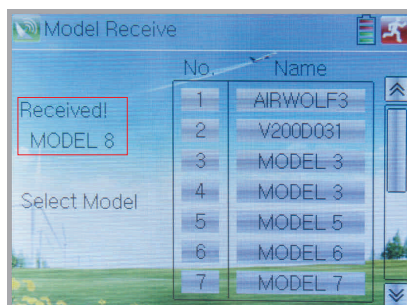 Model Receive
No. Name
Received!
MODEL 8
Select Model
1 AIRWOLF3
2 V200D031
3 MODEL 3
4 MODEL 3
5 MODEL 5
6 MODEL 6
7 MODEL 7